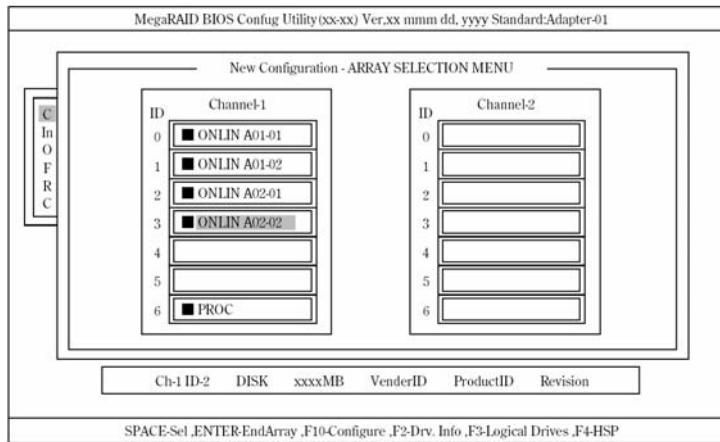 MegaRAID BIOS Confug Utility(xx-xx) Ver,xx mmm dd, yyyy Standard:Adapter-01
New Configuration - ARRAY SELECTION MENU
C
In
O
F
R
C
ID Channel-1
0 ONLIN A01-01
1 ONLIN A01-02
2 ONLIN A02-01
3 ONLIN A02-02
4
5
6 PROC
ID Channel-2
0
1
2
3
4
5
6
Ch-1 ID-2 DISK xxxxMB VenderID ProductID Revision
SPACE-Sel ,ENTER-EndArray ,F10-Configure ,F2-Drv. Info ,F3-Logical Drives ,F4-HSP